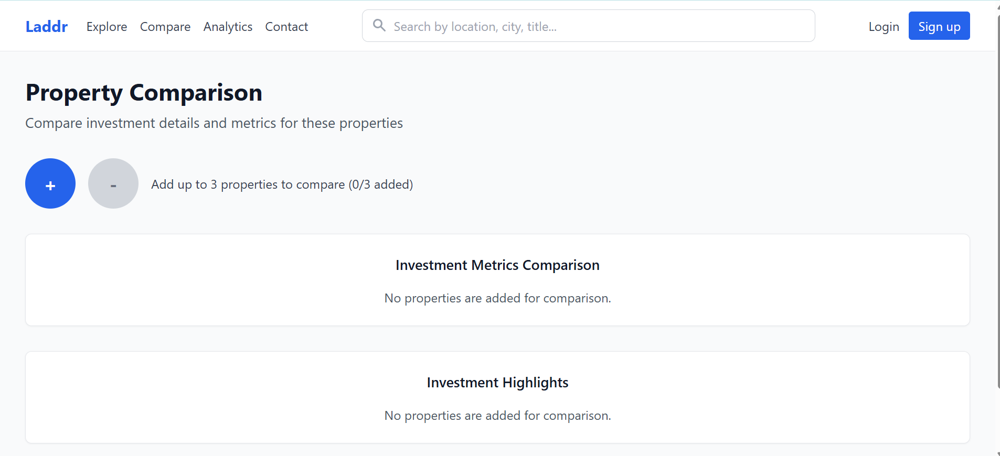 Laddr Explore Compare Analytics Contact Search by location, city, title... Login Sign up
Property Comparison
Compare investment details and metrics for these properties
+ - Add up to 3 properties to compare (0/3 added)
Investment Metrics Comparison
No properties are added for comparison.
Investment Highlights
No properties are added for comparison.